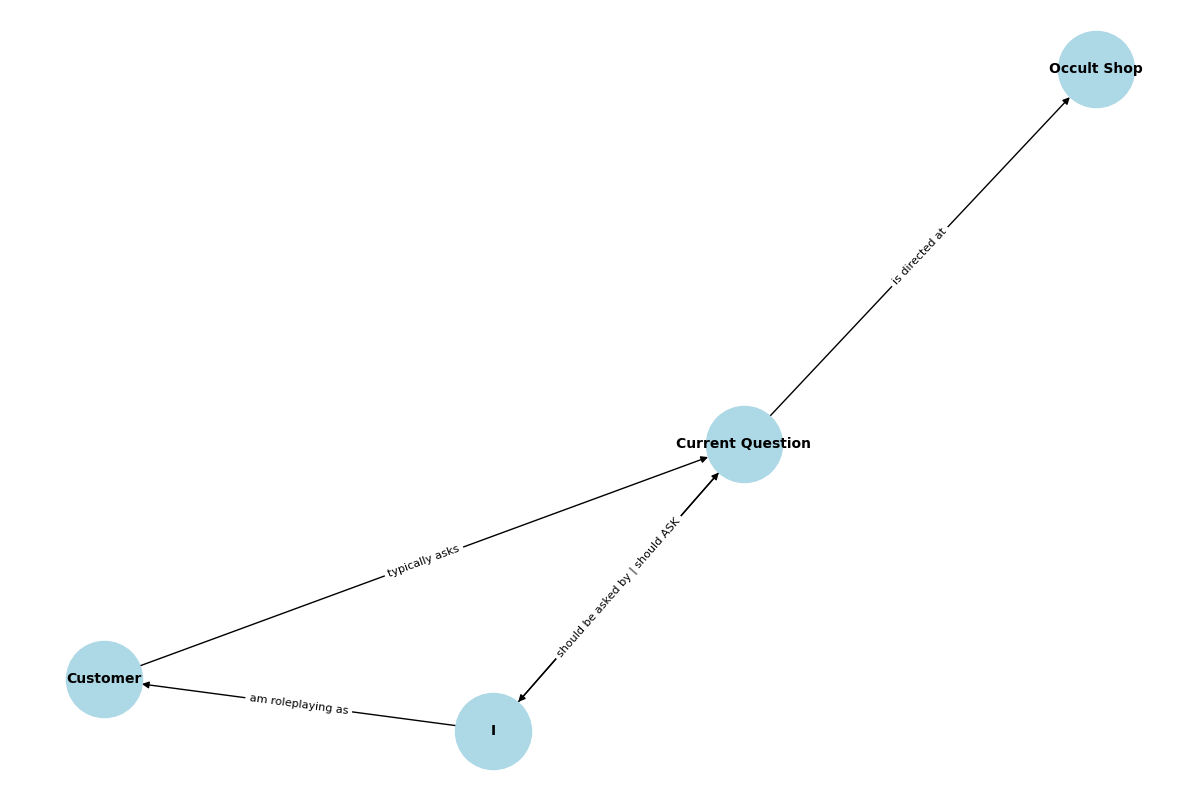 Occult Shop
is directed at
Current Question
should be asked by | should ASK
typically asks
Customer
am roleplaying as
I